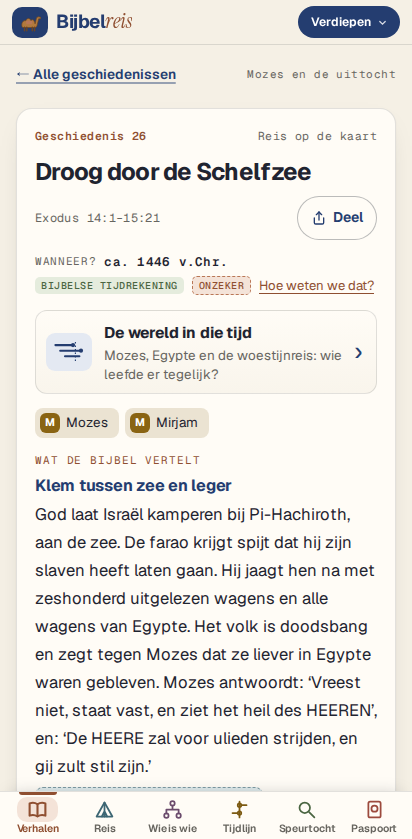 Bijbelreis
Verdiepen
← Alle geschiedenissen
Mozes en de uittocht
Geschiedenis 26
Reis op de kaart
Droog door de Schelfzee
Exodus 14:1–15:21
Deel
WANNEER? ca. 1446 v.Chr.
BIJBELSE TIJDREKENING ONZEKER Hoe weten we dat?
De wereld in die tijd
Mozes, Egypte en de woestijnreis: wie
leefde er tegelijk?
M Mozes M Mirjam
WAT DE BIJBEL VERTELT
Klem tussen zee en leger
God laat Israël kamperen bij Pi-Hachiroth,
aan de zee. De farao krijgt spijt dat hij zijn
slaven heeft laten gaan. Hij jaagt hen na met
zeshonderd uitgelezen wagens en alle
wagens van Egypte. Het volk is doodsbang
en zegt tegen Mozes dat ze liever in Egypte
waren gebleven. Mozes antwoordt: ‘Vreest
niet, staat vast, en ziet het heil des HEEREN’,
en: ‘De HEERE zal voor ulieden strijden, en
gij zult stil zijn.’
Verhalen Reis Wie is wie Tijdlijn Speurtocht Paspoort